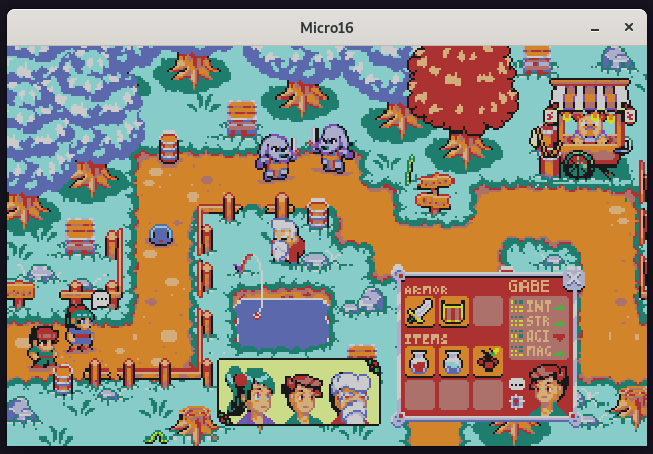 Micro16
ARMOR
GABE
INT
STR
ITEMS
AGI
MAG